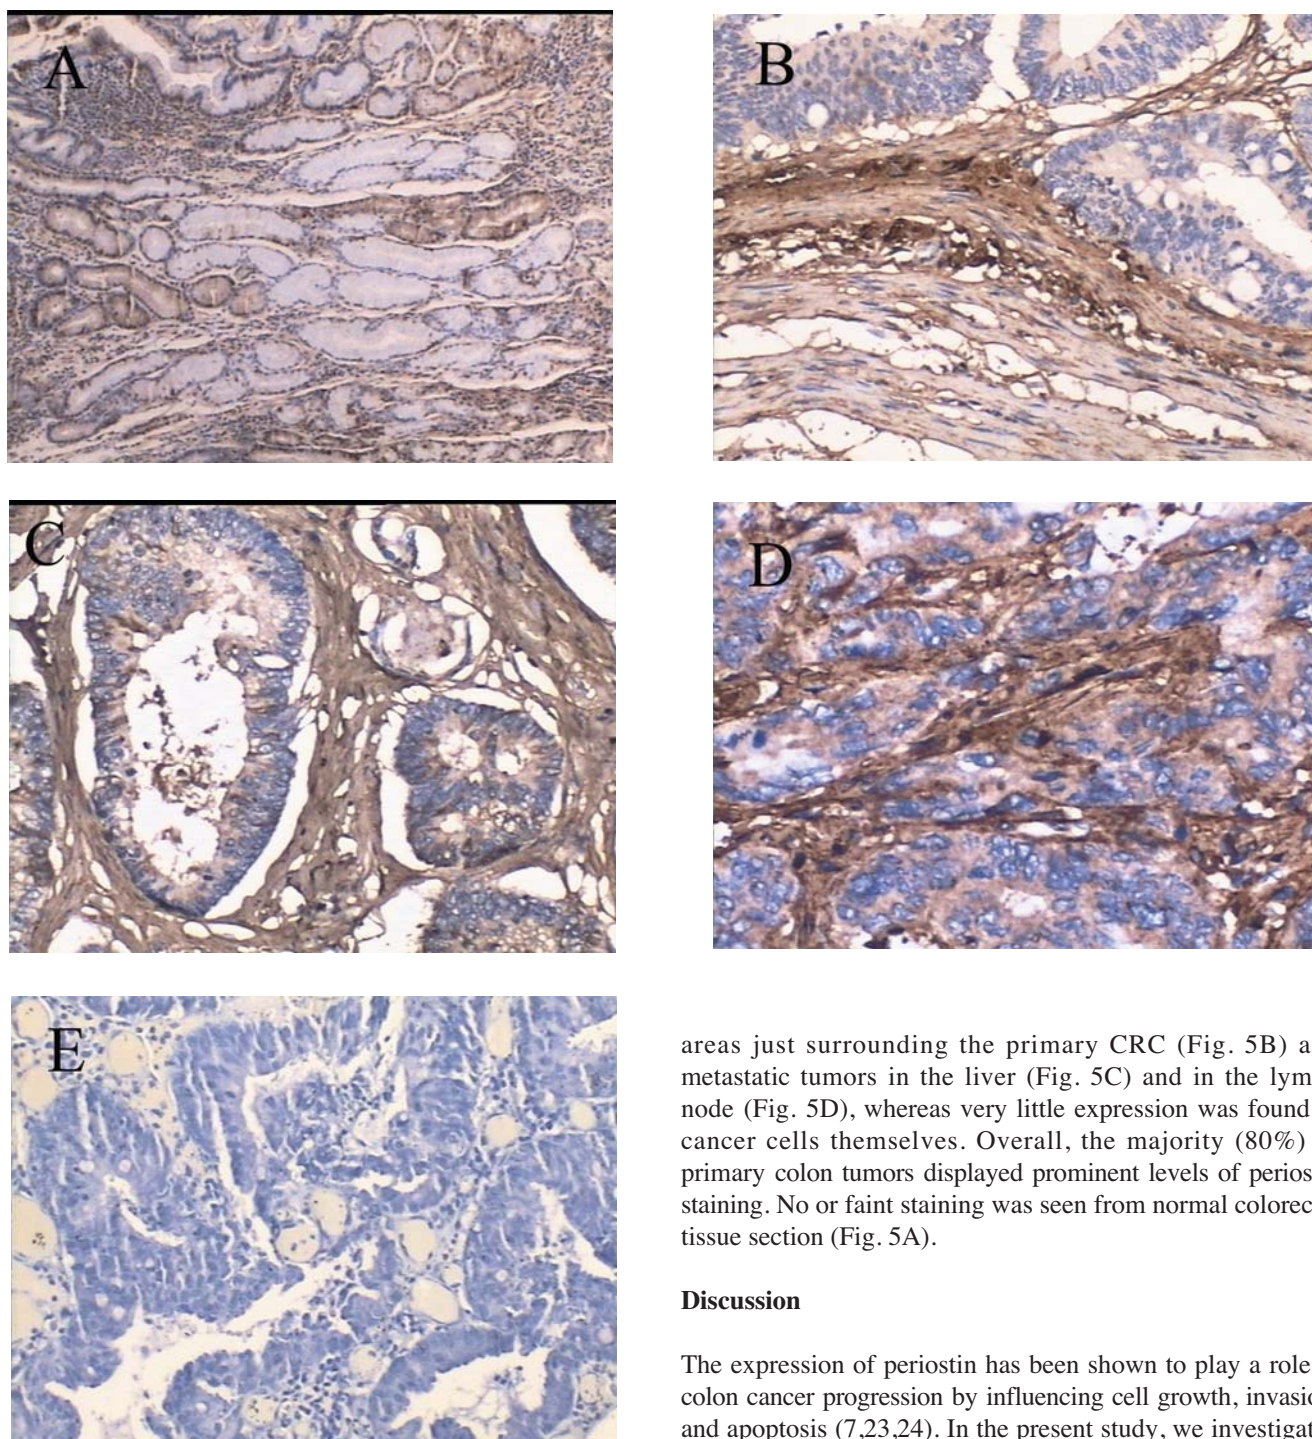 A
B
C
D
E
areas just surrounding the primary CRC (Fig. 5B) a
metastatic tumors in the liver (Fig. 5C) and in the lym
node (Fig. 5D), whereas very little expression was found
cancer cells themselves. Overall, the majority (80%)
primary colon tumors displayed prominent levels of perios
staining. No or faint staining was seen from normal colorec
tissue section (Fig. 5A).
Discussion
The expression of periostin has been shown to play a role
colon cancer progression by influencing cell growth, invasio
and apoptosis (7,23,24). In the present study, we investigat